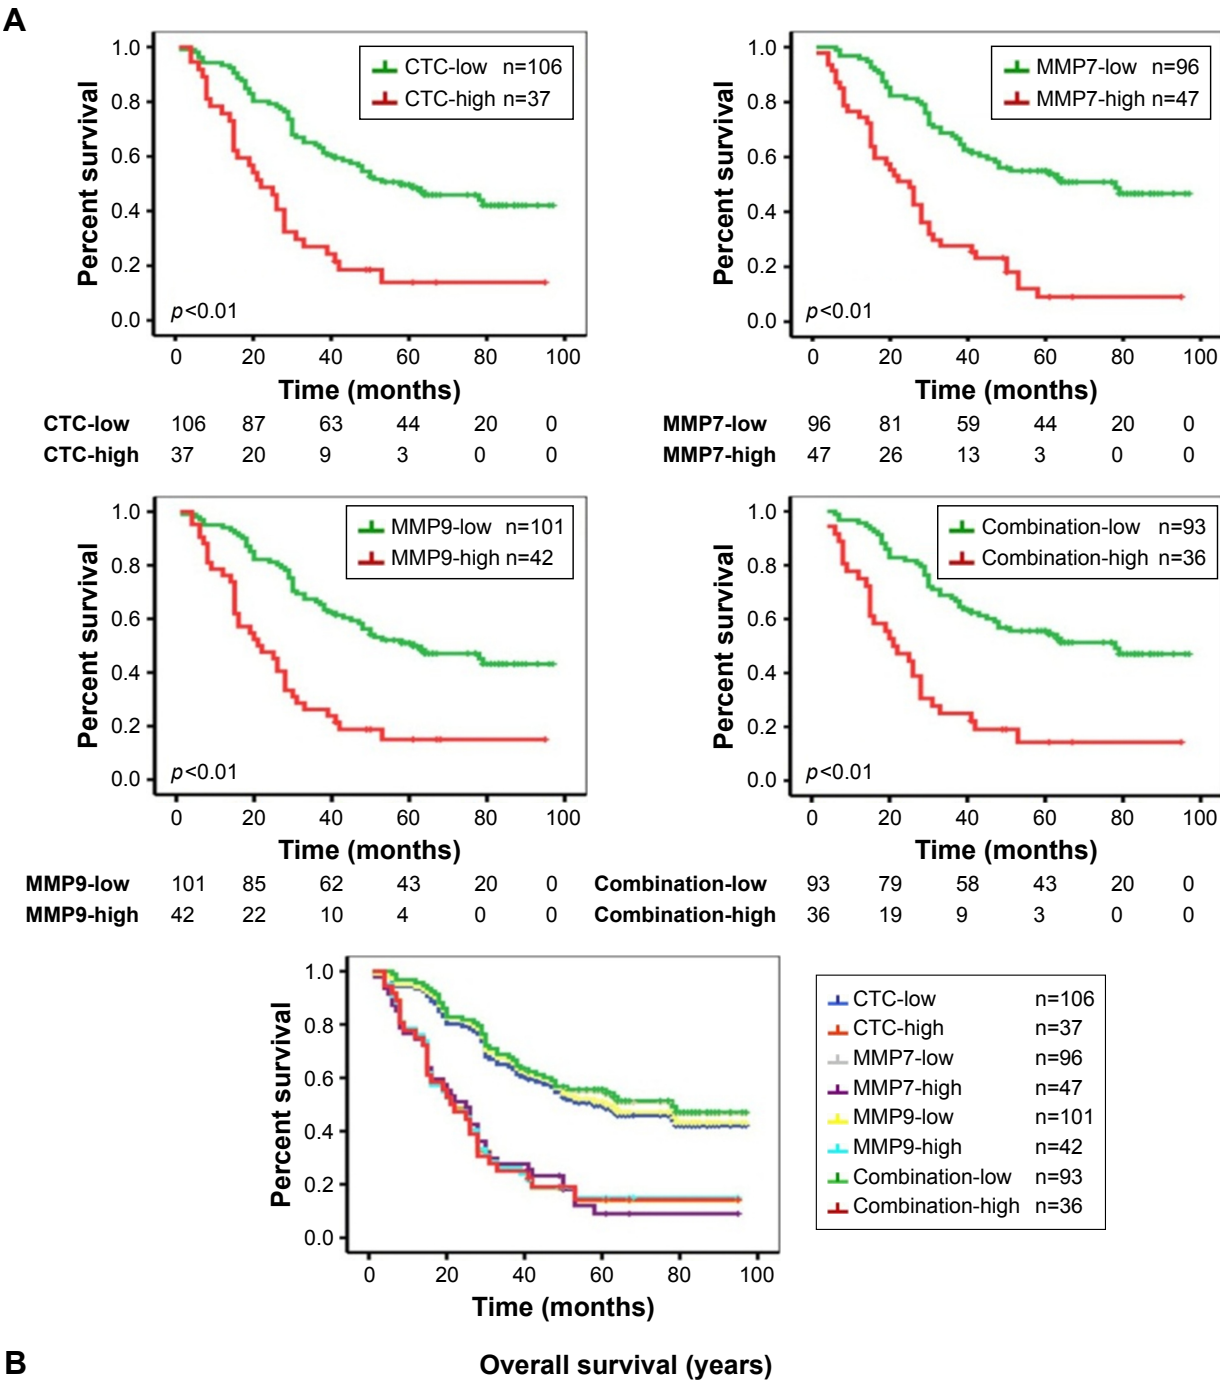 A
1.0
0.8
0.6
0.4
0.2
0.0
Percent survival
CTC-low n=106
CTC-high n=37
p<0.01
0 20 40 60 80 100
Time (months)
CTC-low 106 87 63 44 20 0
CTC-high 37 20 9 3 0 0
1.0
0.8
0.6
0.4
0.2
0.0
Percent survival
MMP7-low n=96
MMP7-high n=47
p<0.01
0 20 40 60 80 100
Time (months)
MMP7-low 96 81 59 44 20 0
MMP7-high 47 26 13 3 0 0
1.0
0.8
0.6
0.4
0.2
0.0
Percent survival
MMP9-low n=101
MMP9-high n=42
p<0.01
0 20 40 60 80 100
Time (months)
MMP9-low 101 85 62 43 20 0
MMP9-high 42 22 10 4 0 0
1.0
0.8
0.6
0.4
0.2
0.0
Percent survival
Combination-low n=93
Combination-high n=36
p<0.01
0 20 40 60 80 100
Time (months)
Combination-low 93 79 58 43 20 0
Combination-high 36 19 9 3 0 0
1.0
0.8
0.6
0.4
0.2
0.0
Percent survival
0 20 40 60 80 100
Time (months)
CTC-low n=106
CTC-high n=37
MMP7-low n=96
MMP7-high n=47
MMP9-low n=101
MMP9-high n=42
Combination-low n=93
Combination-high n=36
B
Overall survival (years)